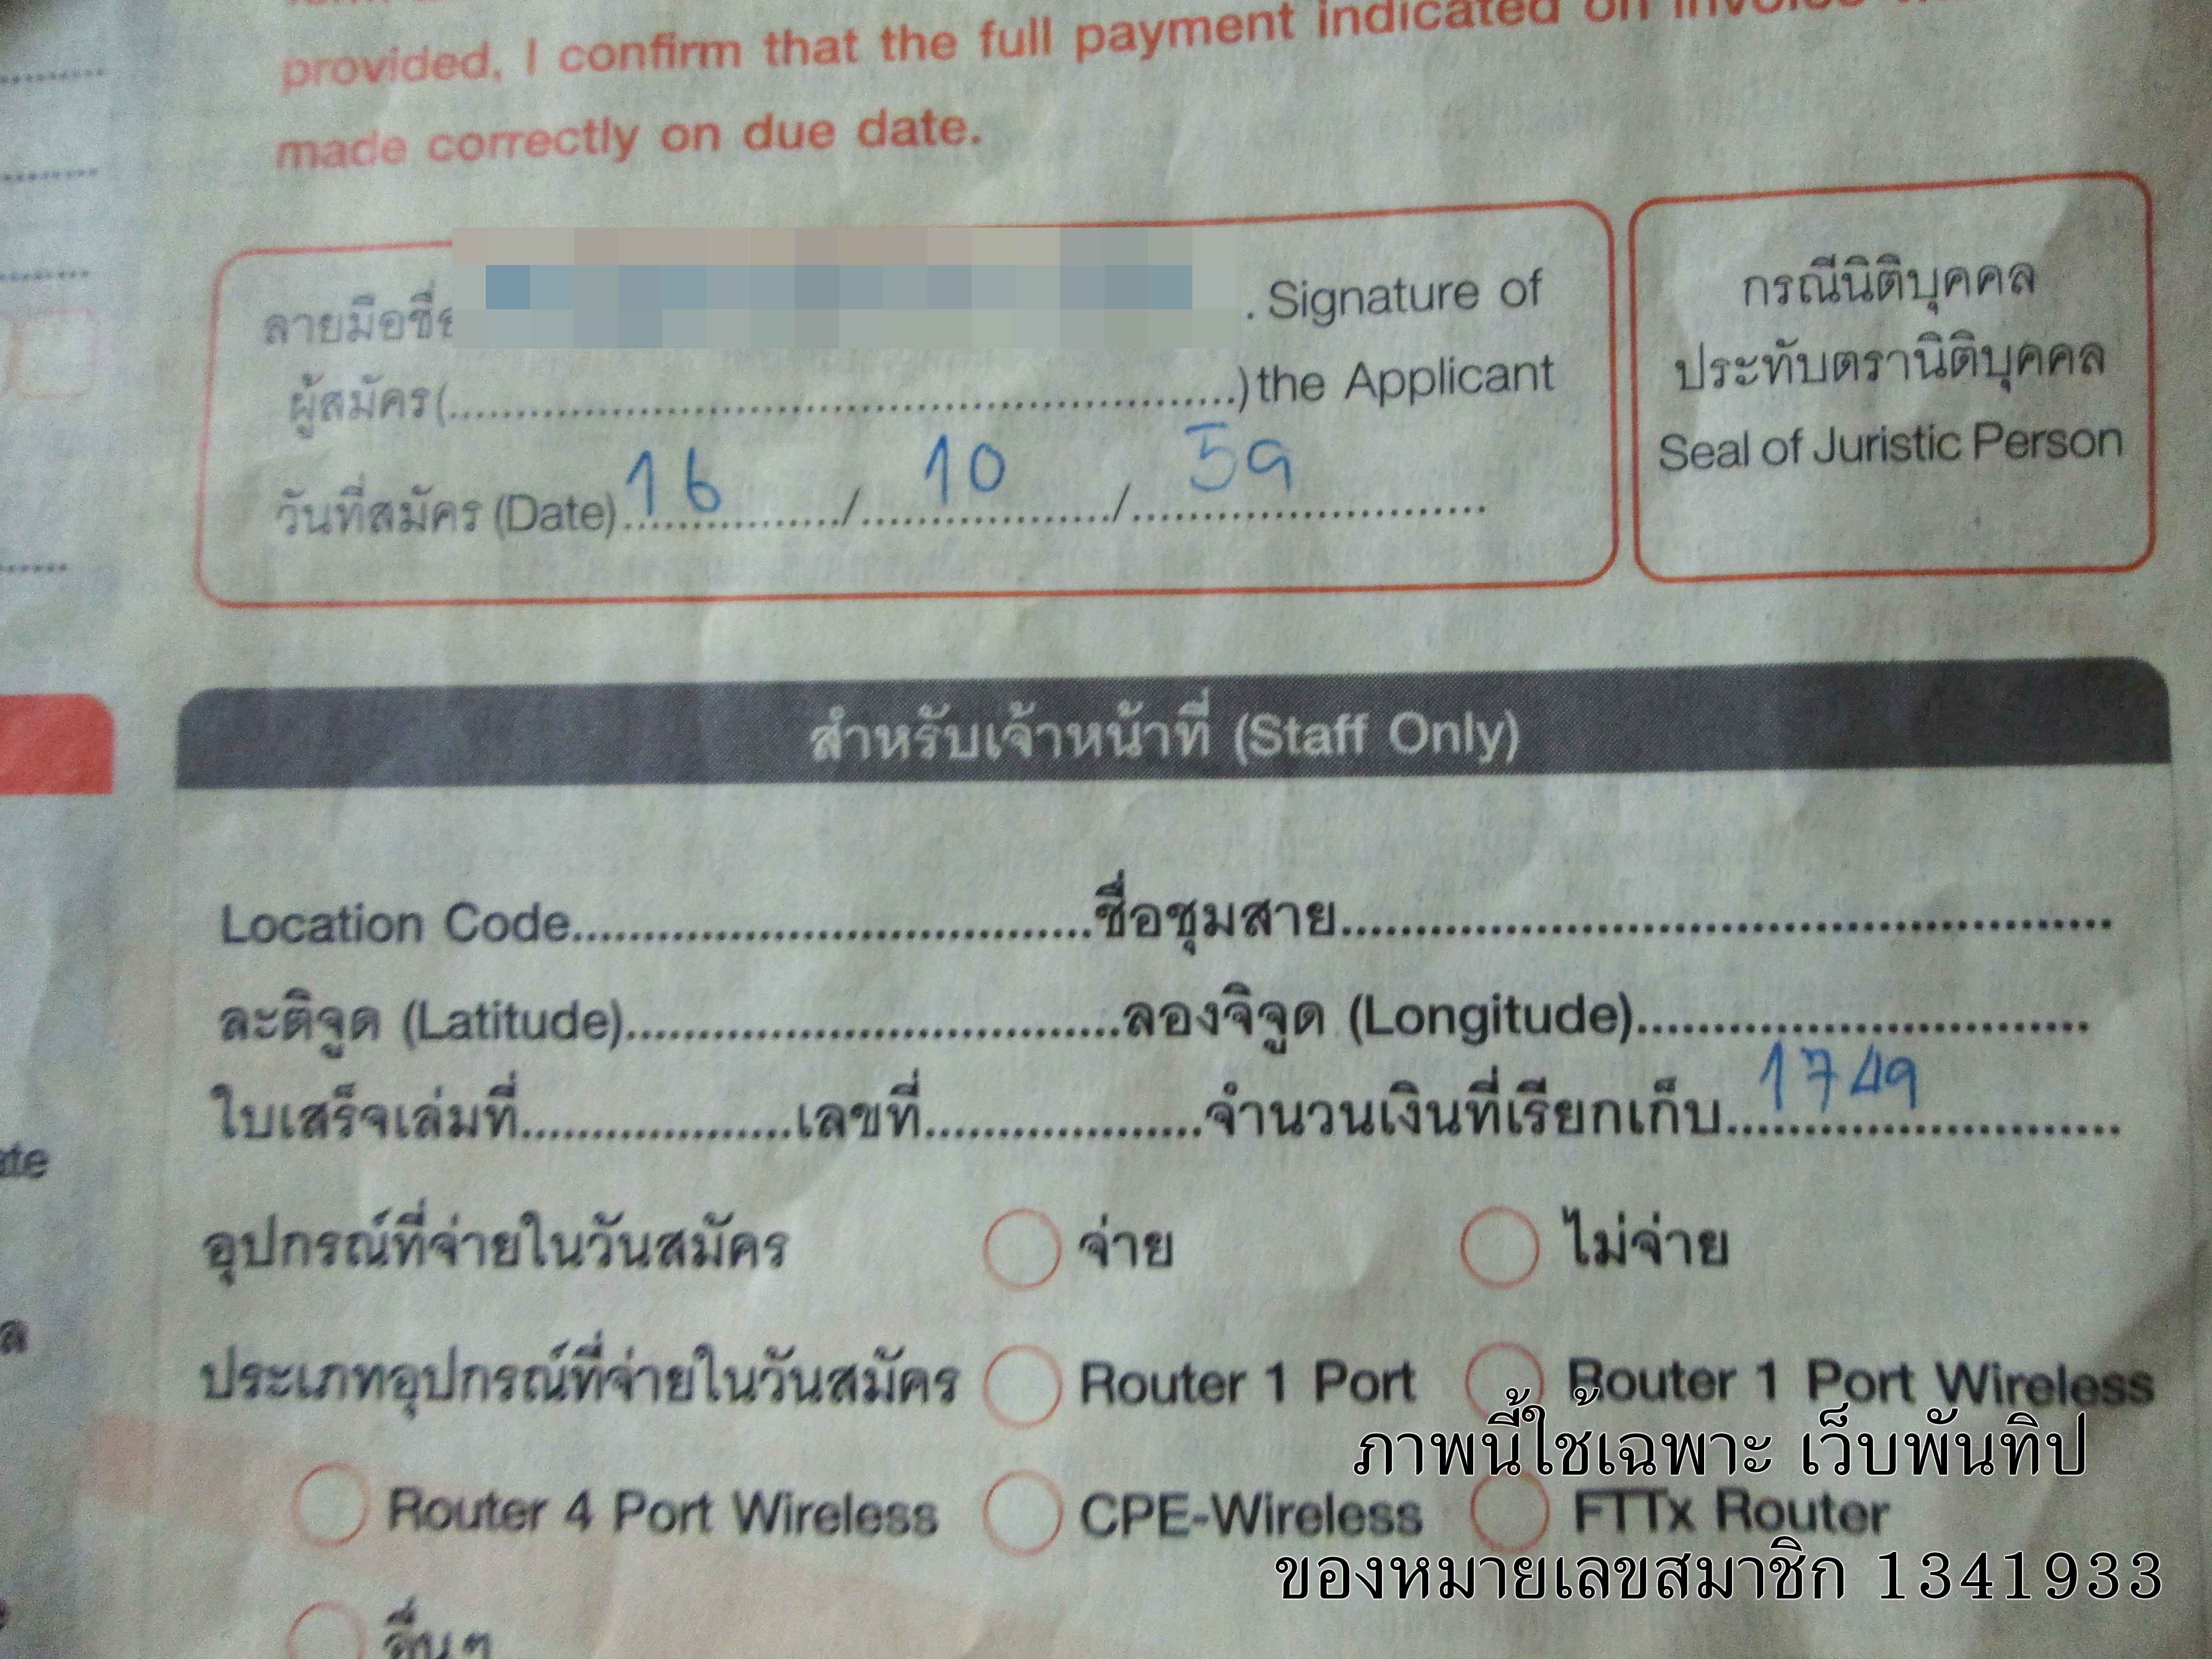 provided, I confirm that the full payment indicated on invoice
made correctly on due date.
ลายมือชื่อ . Signature of
ผู้สมัคร(..............................)the Applicant
วันที่สมัคร (Date) 16 / 10 / 59
กรณีนิติบุคคล
ประทับตรานิติบุคคล
Seal of Juristic Person
สำหรับเจ้าหน้าที่ (Staff Only)
Location Code..............................ชื่อชุมสาย..............................
ละติจูด (Latitude)..............................ลองจิจูด (Longitude)..............................
ใบเสร็จเล่มที่....................เลขที่....................จำนวนเงินที่เรียกเก็บ 1749
อุปกรณ์ที่จ่ายในวันสมัคร จ่าย ไม่จ่าย
ประเภทอุปกรณ์ที่จ่ายในวันสมัคร Router 1 Port Router 1 Port Wireless
ภาพนี้ใช้เฉพาะ เว็บพันทิป
Router 4 Port Wireless CPE-Wireless FTTx Router
ของหมายเลขสมาชิก 1341933
อื่นๆ